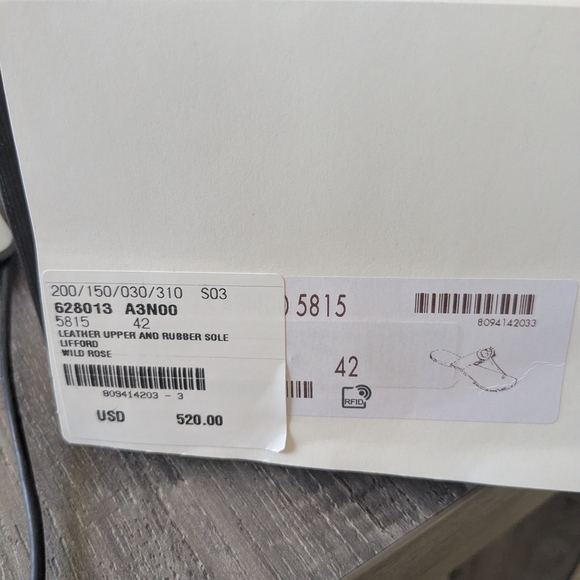 200/150/030/310 S03
628013 A3N00
5815 42
LEATHER UPPER AND RUBBER SOLE
LIFFORD
WILD ROSE
809414203 - 3
USD 520.00
5815
8094142033
42
RFID